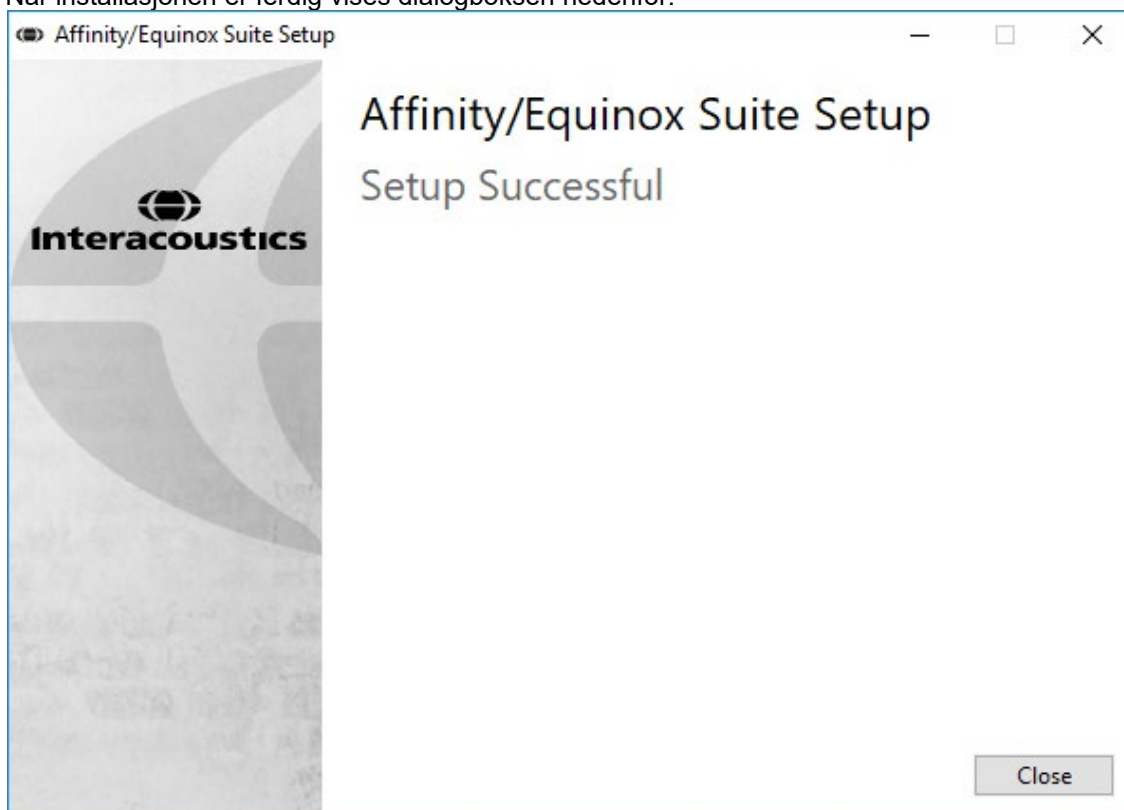 Når installasjonen er ferdig vises dialogboksen nedenfor.
Affinity/Equinox Suite Setup
Affinity/Equinox Suite Setup
Setup Successful
Interacoustics
Close